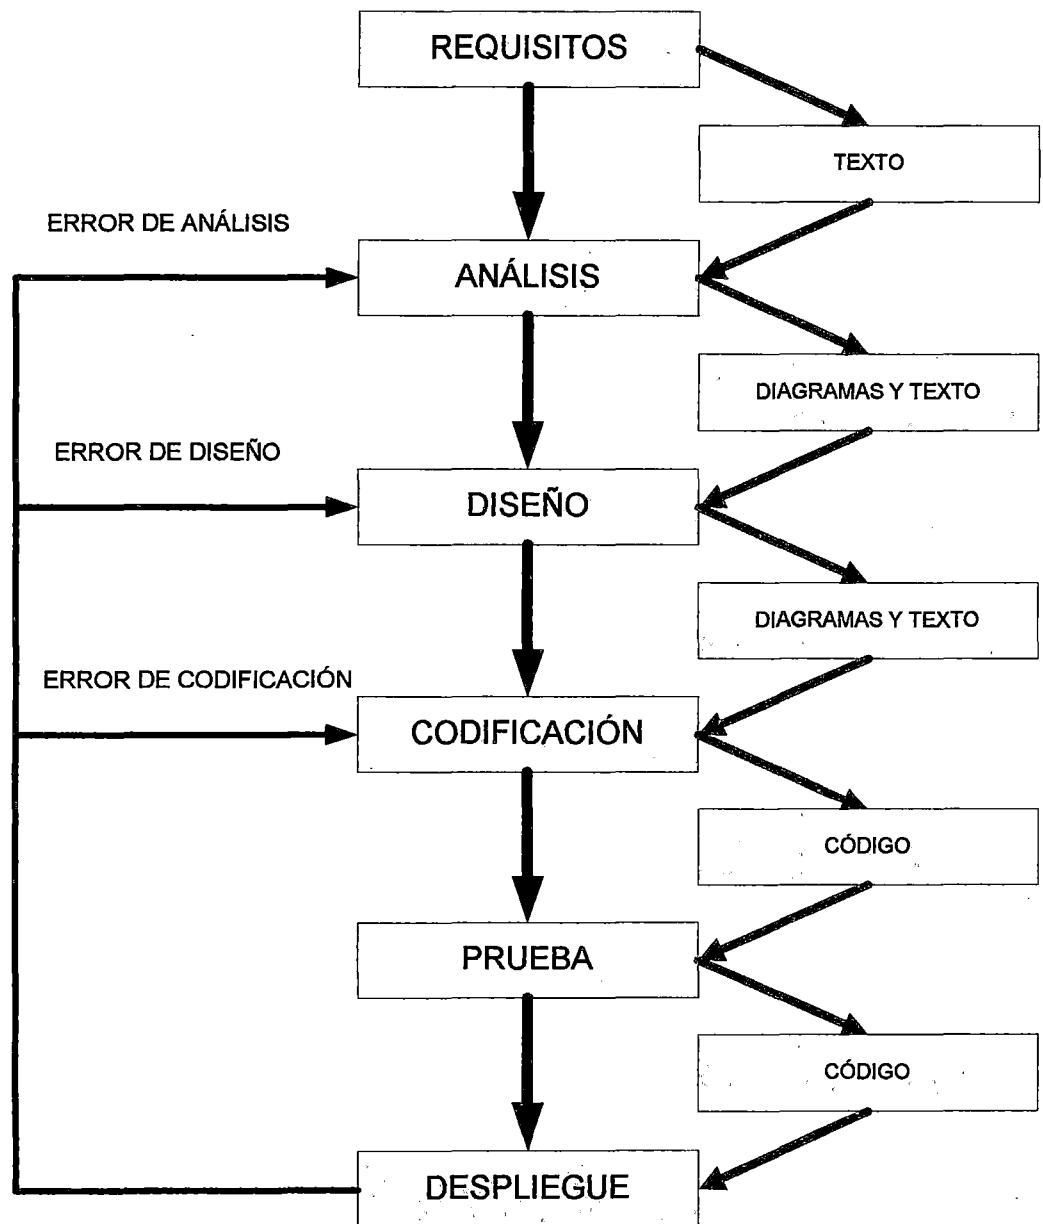 REQUISITOS
TEXTO
ERROR DE ANÁLISIS
ANÁLISIS
DIAGRAMAS Y TEXTO
ERROR DE DISEÑO
DISEÑO
DIAGRAMAS Y TEXTO
ERROR DE CODIFICACIÓN
CODIFICACIÓN
CÓDIGO
PRUEBA
CÓDIGO
DESPLIEGUE